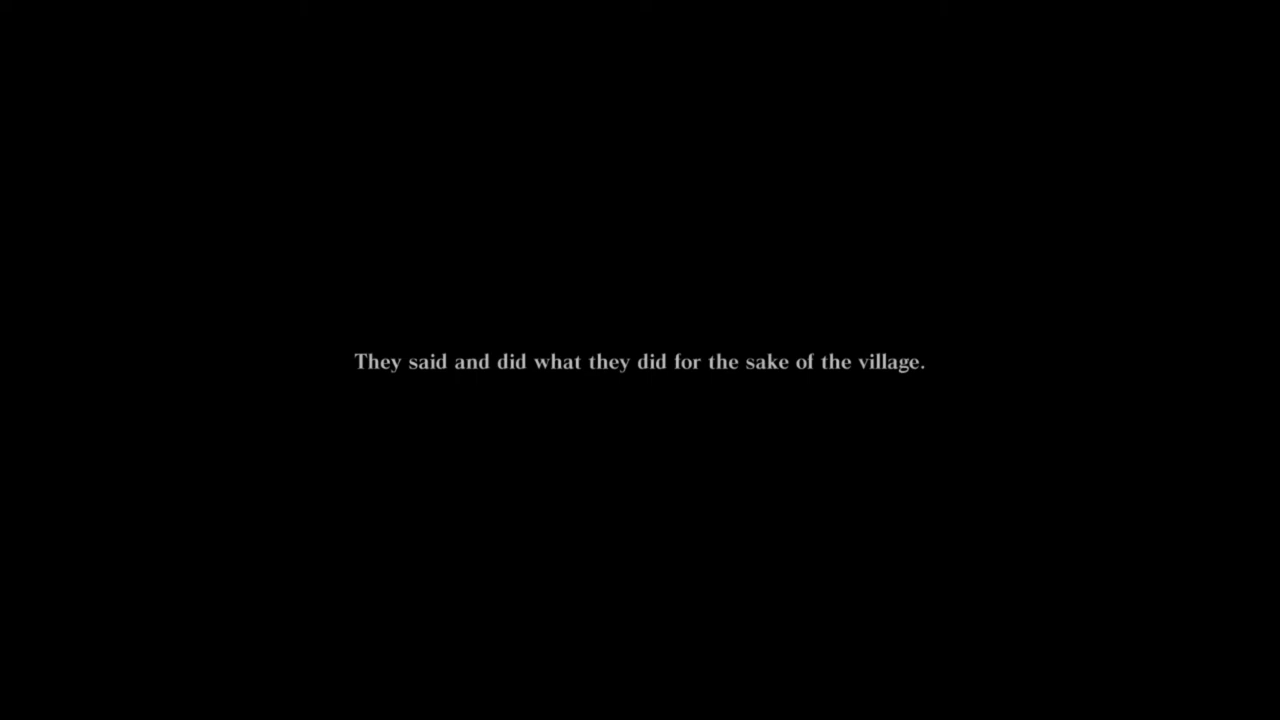 They said and did what they did for the sake of the village.